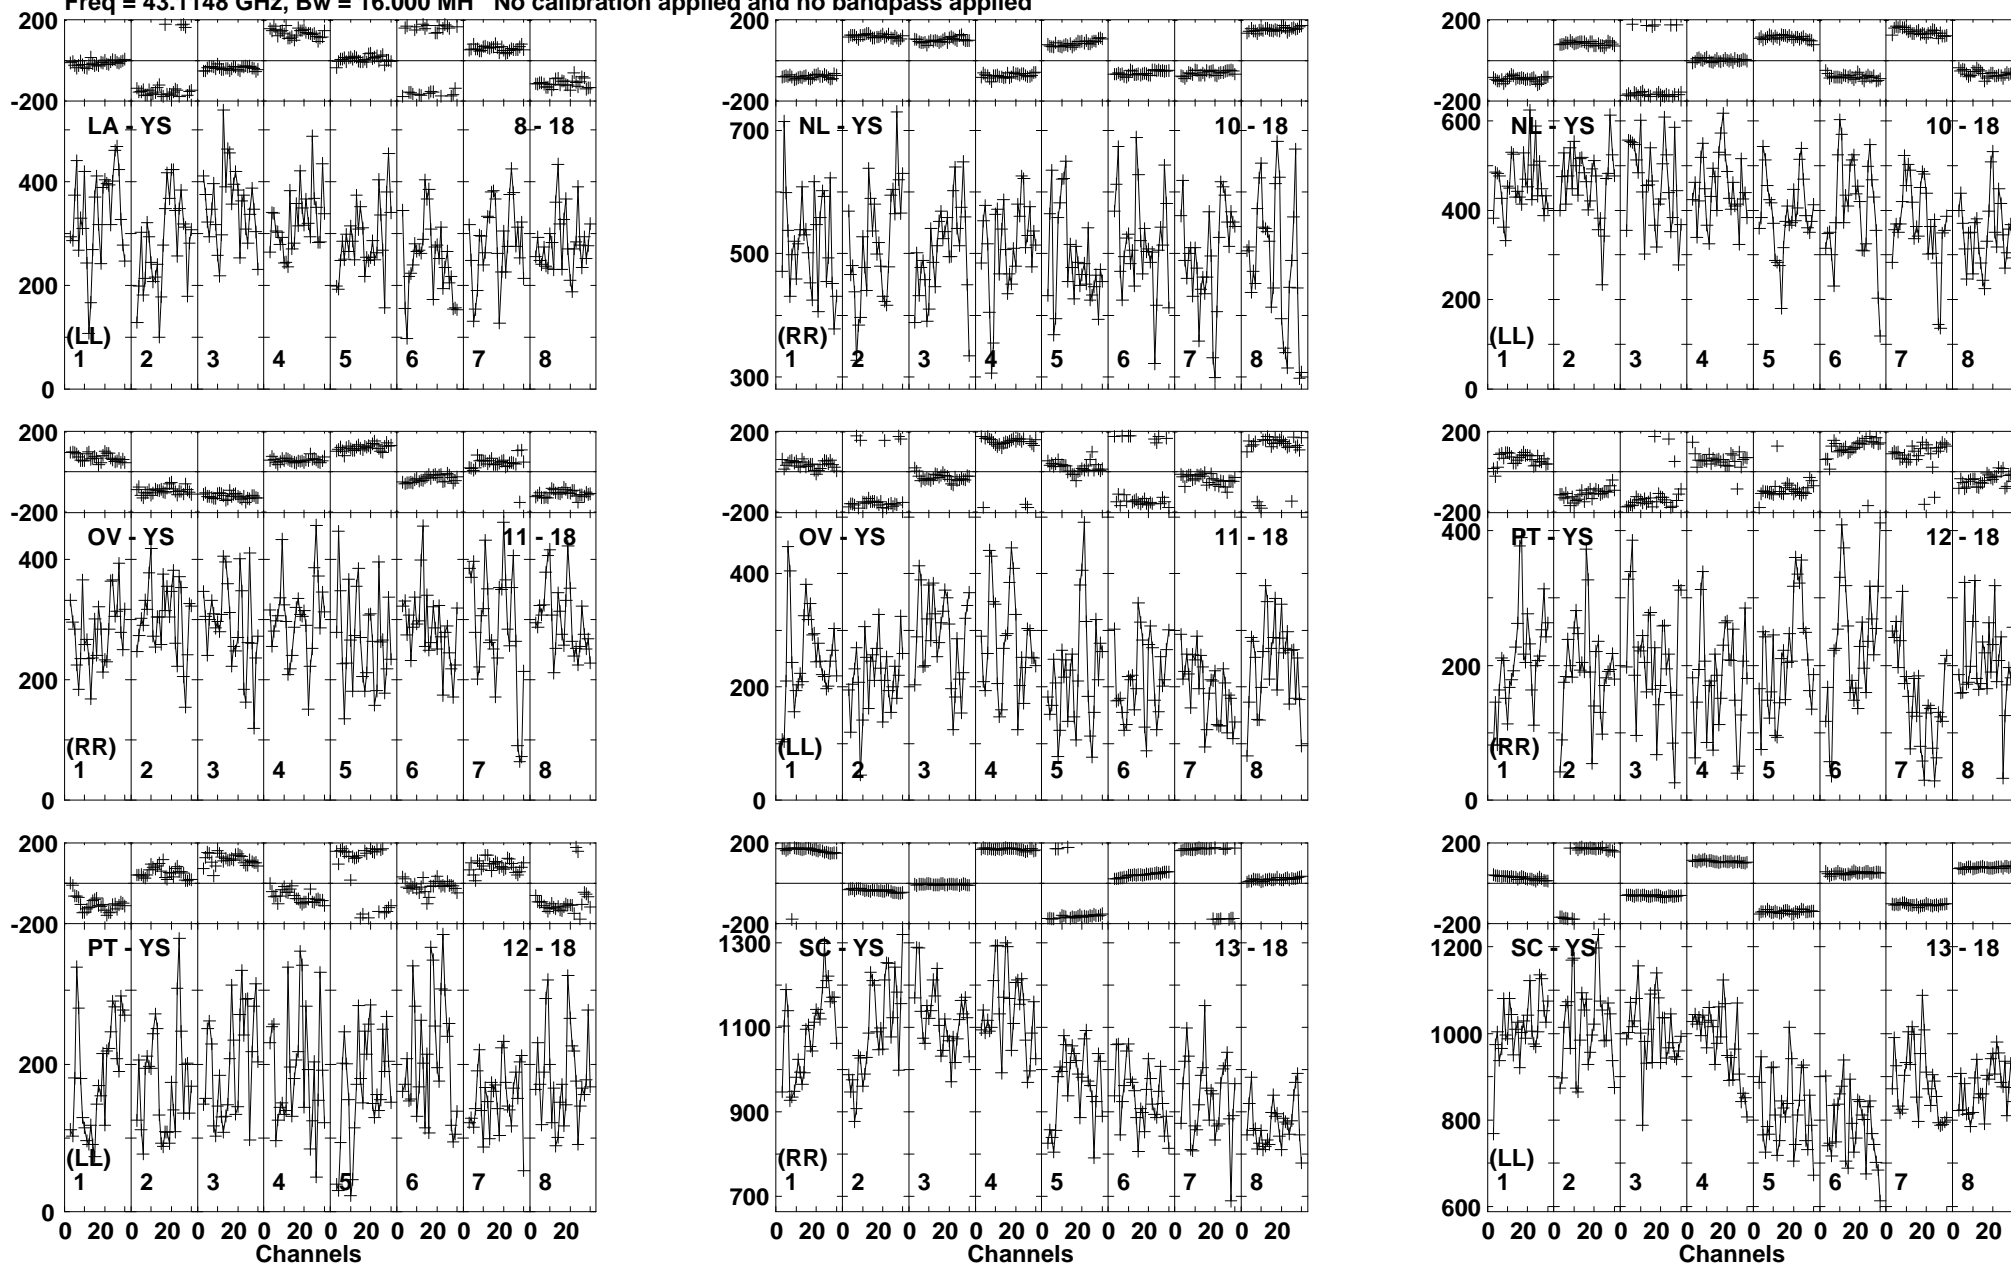 Freq = 43.1148 GHz, Bw = 16.000 MH No calibration applied and no bandpass applied
200 200 200
-200 -200 -200
LA - YS 8 - 18 NL - YS 10 - 18 NL - YS 10 - 18
400 700 600
200 500 400
0 300 200
0
(LL) (RR) (LL)
1 2 3 4 5 6 7 8 1 2 3 4 5 6 7 8 1 2 3 4 5 6 7 8
200 200 200
-200 -200 -200
OV - YS 11 - 18 OV - YS 11 - 18 PT - YS 12 - 18
400 400 400
200 200 200
0 0 0
(RR) (LL) (RR)
1 2 3 4 5 6 7 8 1 2 3 4 5 6 7 8 1 2 3 4 5 6 7 8
200 200 200
-200 -200 -200
PT - YS 12 - 18 SC - YS 13 - 18 SC - YS 13 - 18
200 1300 1200
0 1100 1000
900 800
700 600
(LL) (RR) (LL)
1 2 3 4 5 6 7 8 1 2 3 4 5 6 7 8 1 2 3 4 5 6 7 8
0 20 0 20 0 20 0 20 0 20 0 20 0 20 0 20 0 20 0 20 0 20 0 20 0 20 0 20 0 20 0 20 0 20 0 20 0 20 0 20 0 20 0 20 0 20 0 20
Channels Channels Channels